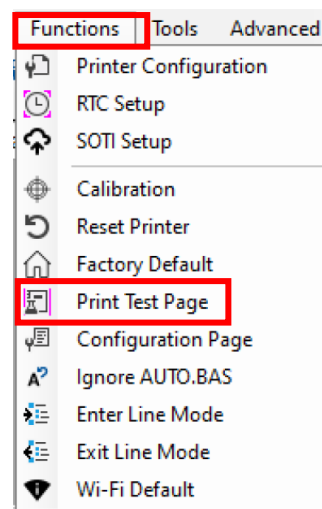 Functions Tools Advanced
Printer Configuration
RTC Setup
SOTI Setup
Calibration
Reset Printer
Factory Default
Print Test Page
Configuration Page
Ignore AUTO.BAS
Enter Line Mode
Exit Line Mode
Wi-Fi Default